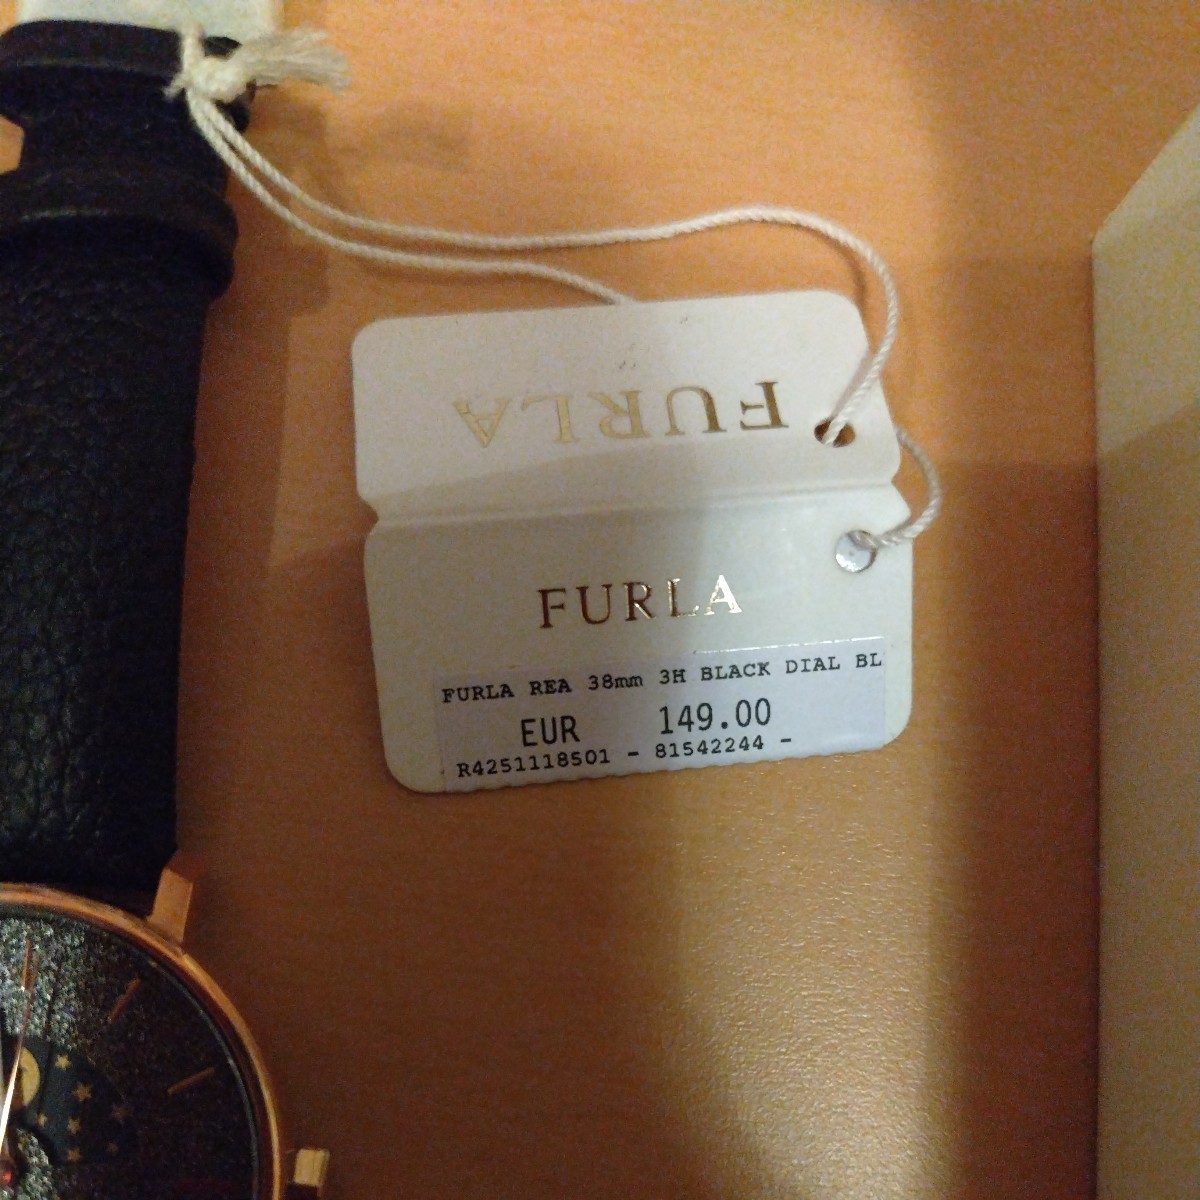 FURLA
FURLA
FURLA REA 38mm 3H BLACK DIAL BL
EUR 149.00
R4251118501 - 81542244 -